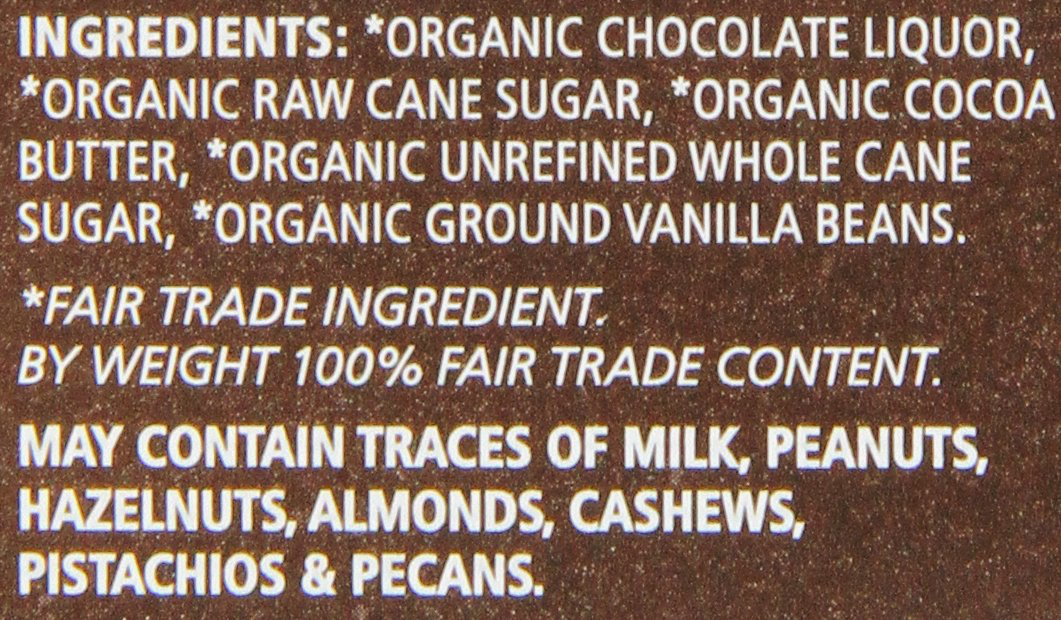 INGREDIENTS: *ORGANIC CHOCOLATE LIQUOR,
*ORGANIC RAW CANE SUGAR, *ORGANIC COCOA
BUTTER, *ORGANIC UNREFINED WHOLE CANE
SUGAR, *ORGANIC GROUND VANILLA BEANS.
*FAIR TRADE INGREDIENT.
BY WEIGHT 100% FAIR TRADE CONTENT.
MAY CONTAIN TRACES OF MILK, PEANUTS,
HAZELNUTS, ALMONDS, CASHEWS,
PISTACHIOS & PECANS.